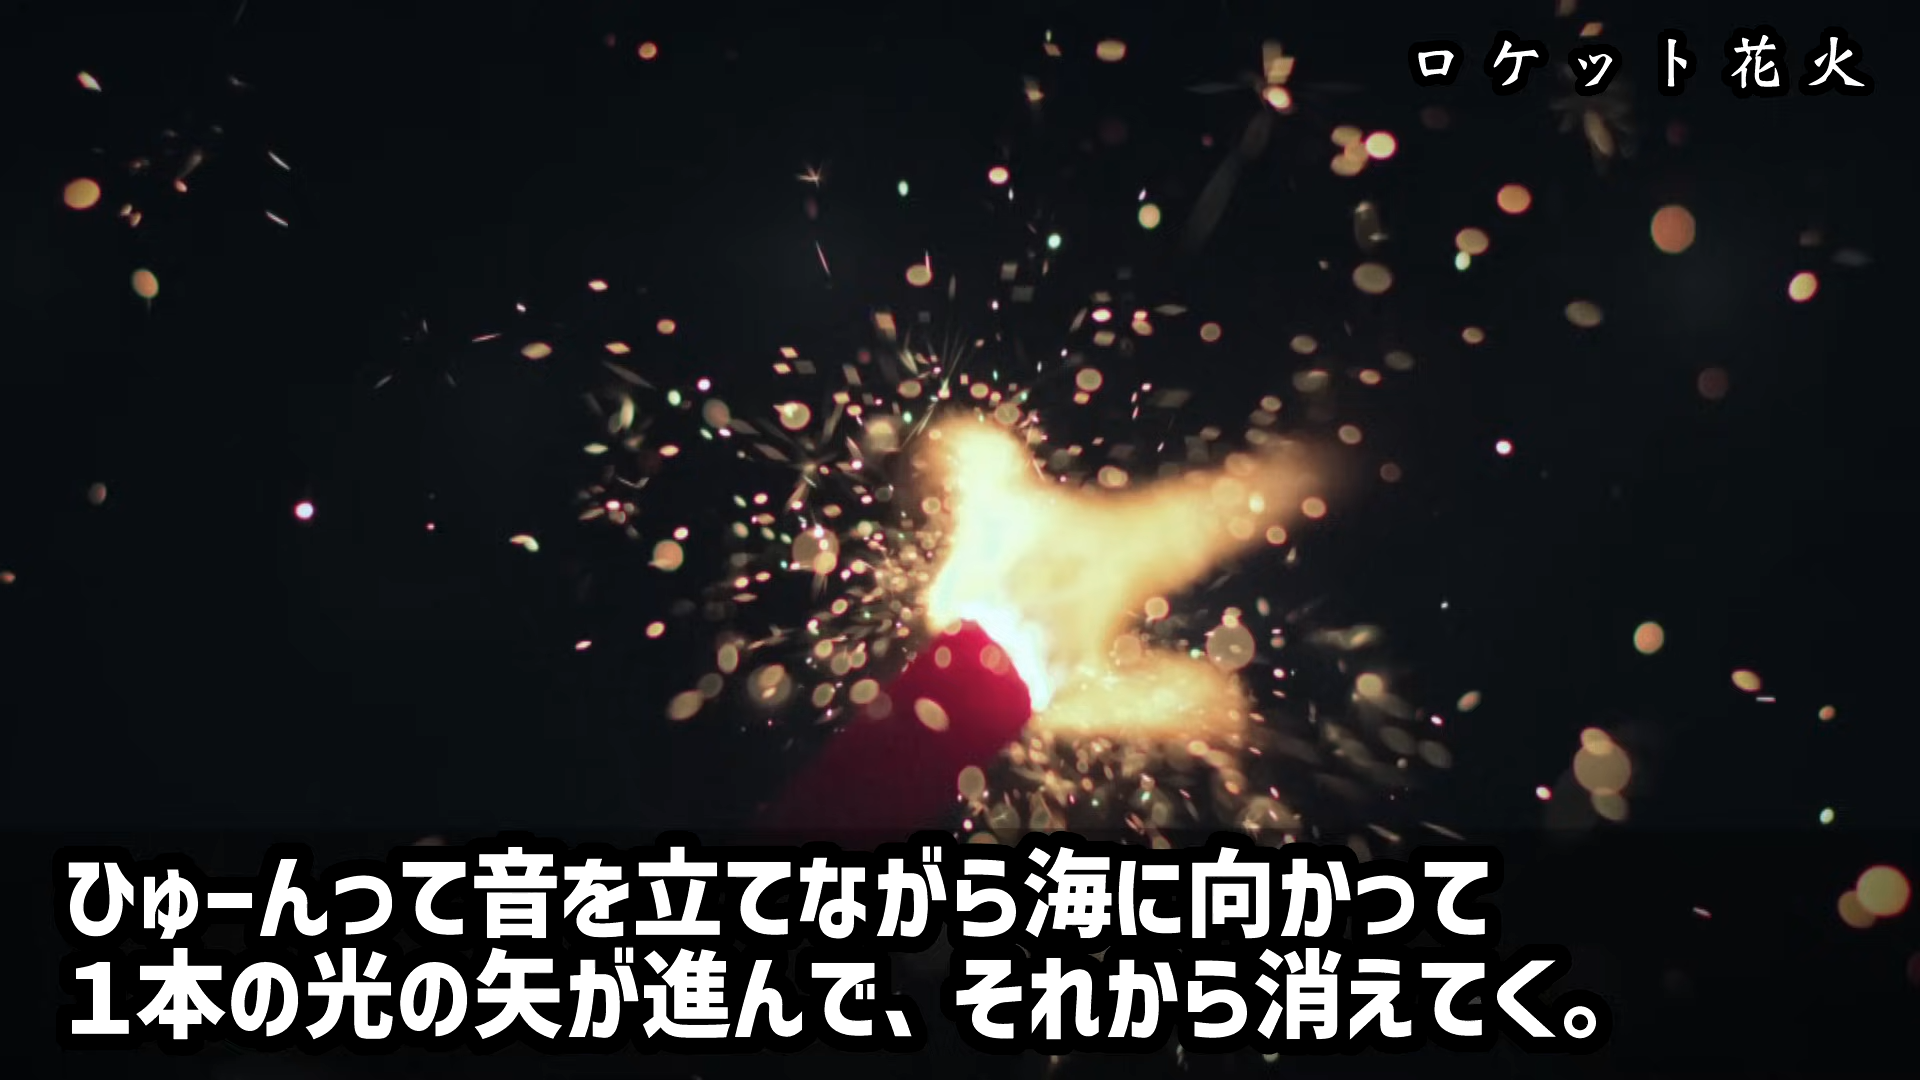 ロケット花火
ひゅーんって音を立てながら海に向かって
１本の光の矢が進んで、それから消えてく。